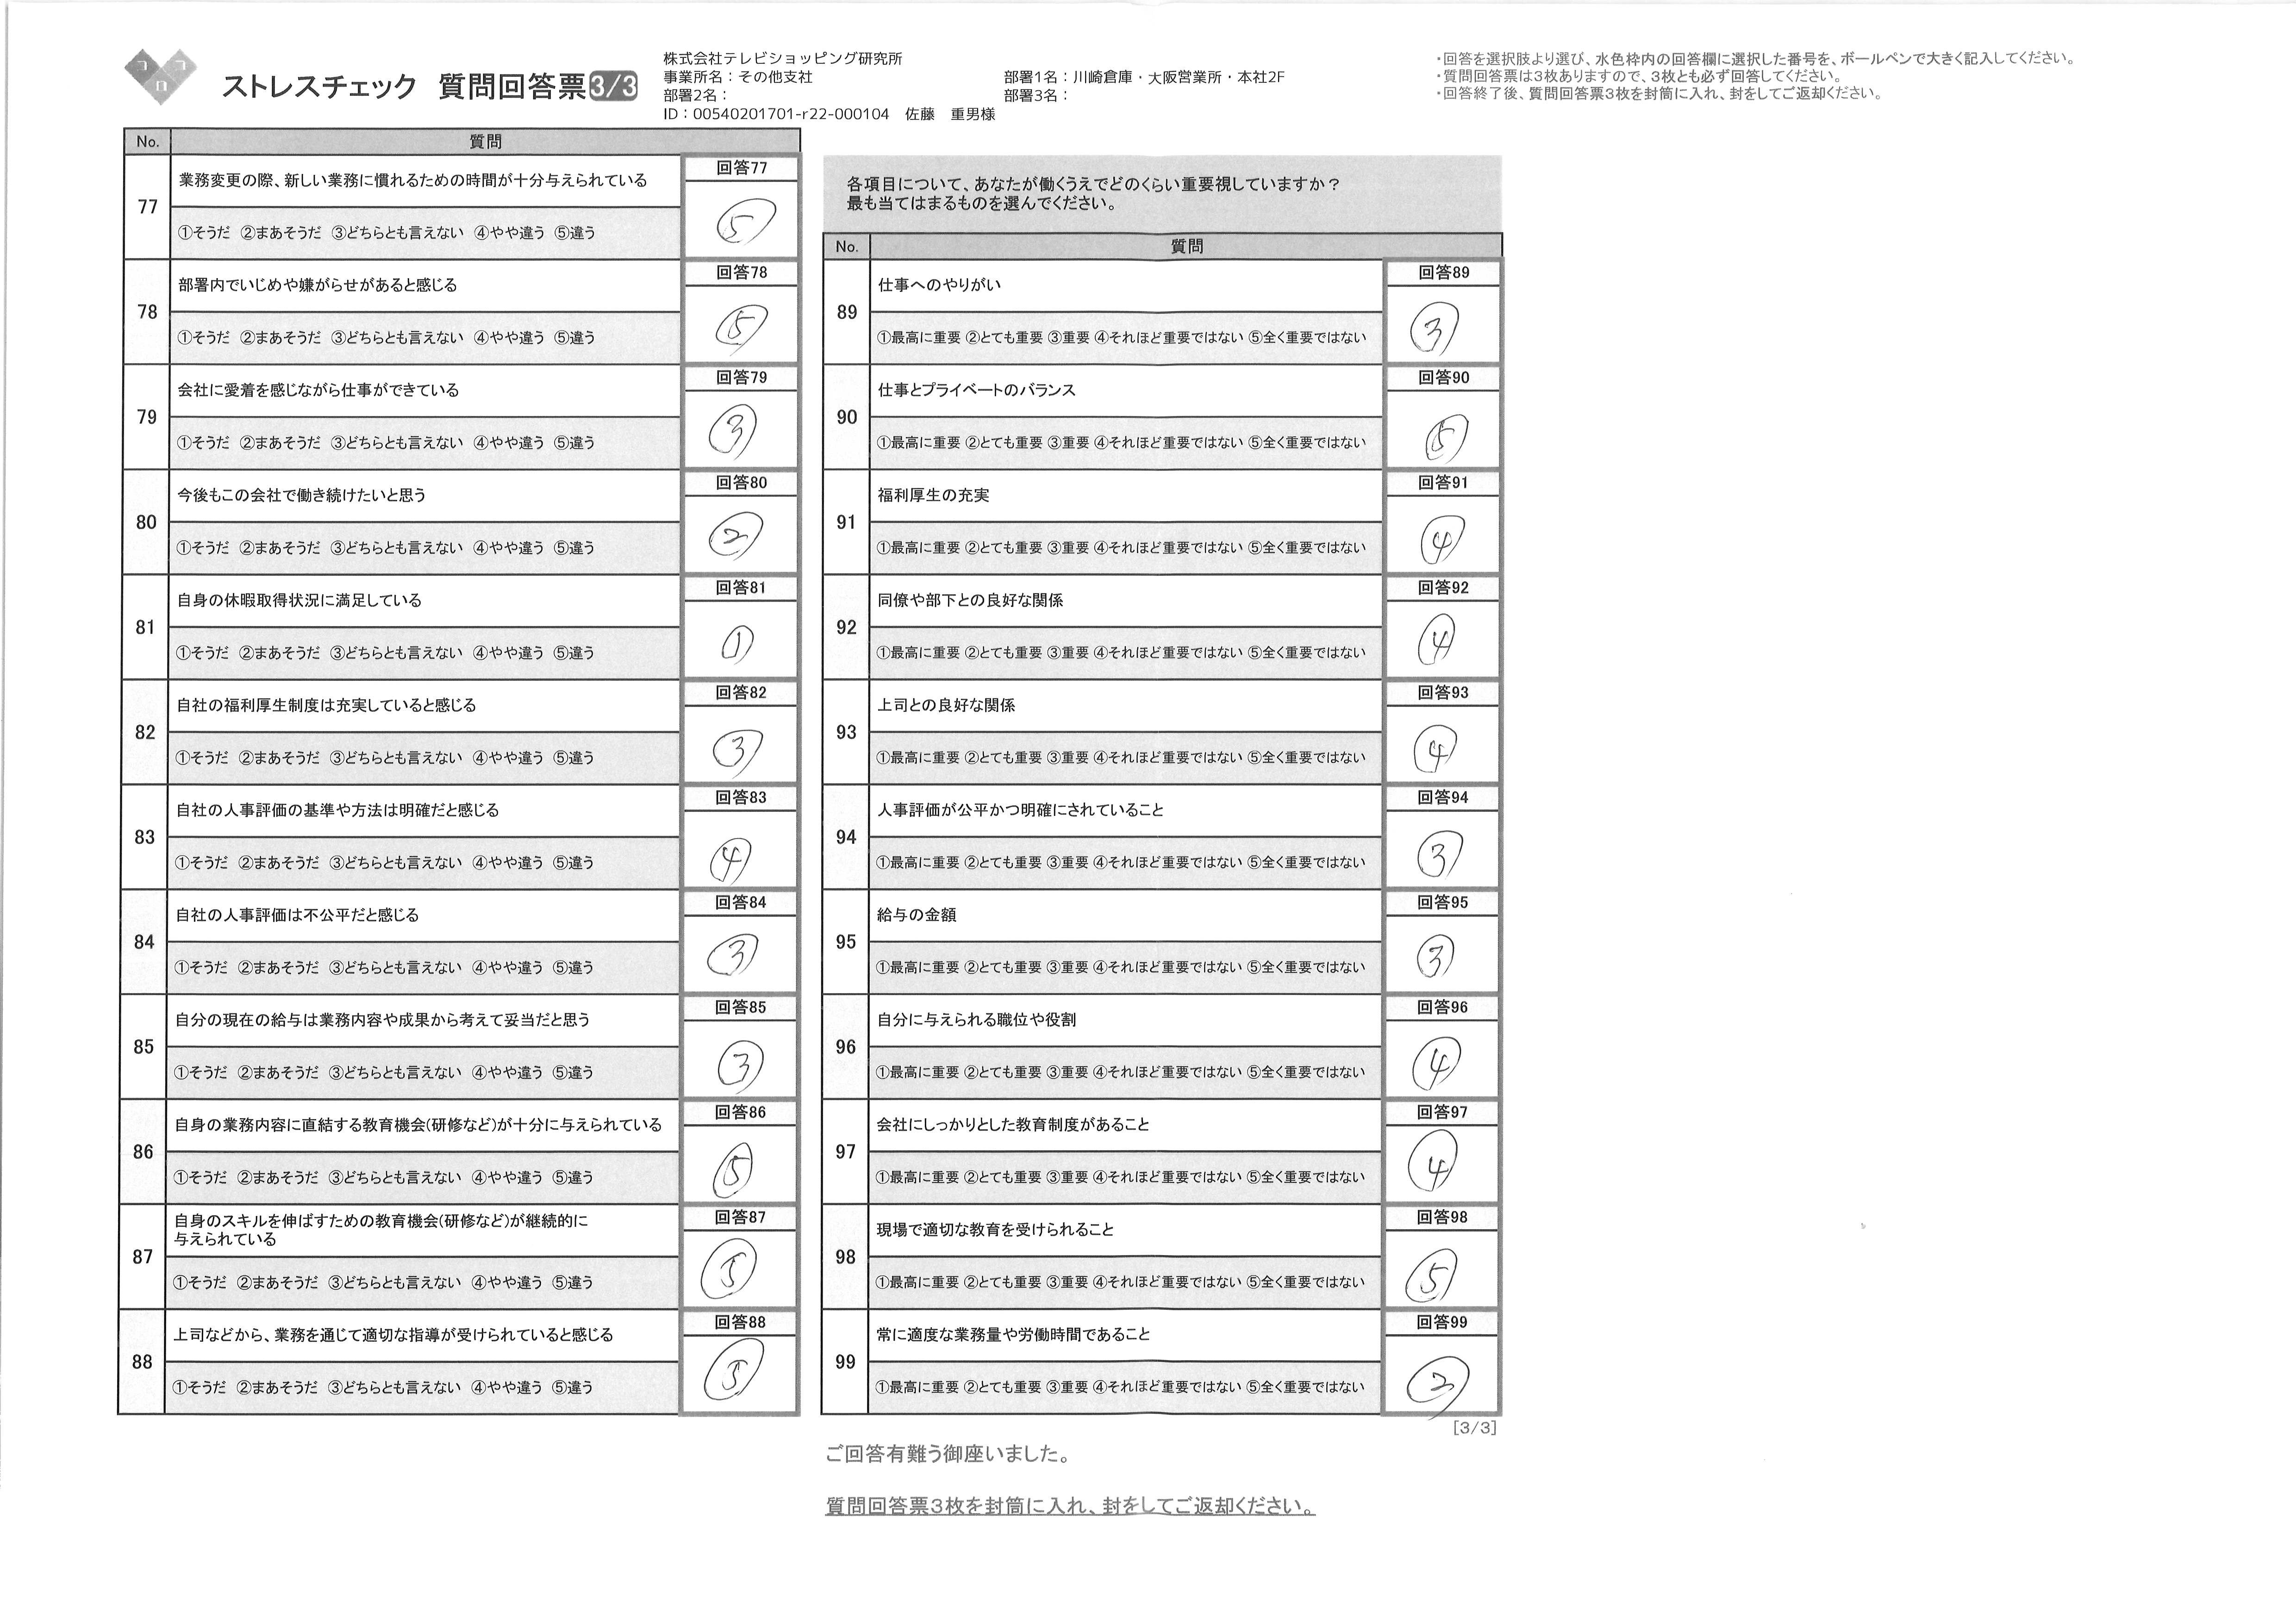 ココロ
ストレスチェック 質問回答票3/3
株式会社テレビショッピング研究所
事業所名：その他支社
部署1名：川崎倉庫・大阪営業所・本社2F
部署2名：
部署3名：
ID：00540201701-r22-000104 佐藤 重男様
・回答を選択肢より選び、水色枠内の回答欄に選択した番号を、ボールペンで大きく記入してください。
・質問回答票は3枚ありますので、3枚とも必ず回答してください。
・回答終了後、質問回答票3枚を封筒に入れ、封をしてご返却ください。
No. 質問
77 業務変更の際、新しい業務に慣れるための時間が十分与えられている 回答77
①そうだ ②まあそうだ ③どちらとも言えない ④やや違う ⑤違う ⑤
78 部署内でいじめや嫌がらせがあると感じる 回答78
①そうだ ②まあそうだ ③どちらとも言えない ④やや違う ⑤違う ⑤
79 会社に愛着を感じながら仕事ができている 回答79
①そうだ ②まあそうだ ③どちらとも言えない ④やや違う ⑤違う ③
80 今後もこの会社で働き続けたいと思う 回答80
①そうだ ②まあそうだ ③どちらとも言えない ④やや違う ⑤違う ②
81 自身の休暇取得状況に満足している 回答81
①そうだ ②まあそうだ ③どちらとも言えない ④やや違う ⑤違う ①
82 自社の福利厚生制度は充実していると感じる 回答82
①そうだ ②まあそうだ ③どちらとも言えない ④やや違う ⑤違う ③
83 自社の人事評価の基準や方法は明確だと感じる 回答83
①そうだ ②まあそうだ ③どちらとも言えない ④やや違う ⑤違う ④
84 自社の人事評価は不公平だと感じる 回答84
①そうだ ②まあそうだ ③どちらとも言えない ④やや違う ⑤違う ③
85 自分の現在の給与は業務内容や成果から考えて妥当だと思う 回答85
①そうだ ②まあそうだ ③どちらとも言えない ④やや違う ⑤違う ③
86 自身の業務内容に直結する教育機会(研修など)が十分に与えられている 回答86
①そうだ ②まあそうだ ③どちらとも言えない ④やや違う ⑤違う ⑤
87 自身のスキルを伸ばすための教育機会(研修など)が継続的に
与えられている 回答87
①そうだ ②まあそうだ ③どちらとも言えない ④やや違う ⑤違う ⑤
88 上司などから、業務を通じて適切な指導が受けられていると感じる 回答88
①そうだ ②まあそうだ ③どちらとも言えない ④やや違う ⑤違う ⑤
各項目について、あなたが働くうえでどのくらい重要視していますか？
最も当てはまるものを選んでください。
No. 質問
89 仕事へのやりがい 回答89
①最高に重要 ②とても重要 ③重要 ④それほど重要ではない ⑤全く重要ではない ③
90 仕事とプライベートのバランス 回答90
①最高に重要 ②とても重要 ③重要 ④それほど重要ではない ⑤全く重要ではない ⑤
91 福利厚生の充実 回答91
①最高に重要 ②とても重要 ③重要 ④それほど重要ではない ⑤全く重要ではない ④
92 同僚や部下との良好な関係 回答92
①最高に重要 ②とても重要 ③重要 ④それほど重要ではない ⑤全く重要ではない ④
93 上司との良好な関係 回答93
①最高に重要 ②とても重要 ③重要 ④それほど重要ではない ⑤全く重要ではない ④
94 人事評価が公平かつ明確にされていること 回答94
①最高に重要 ②とても重要 ③重要 ④それほど重要ではない ⑤全く重要ではない ③
95 給与の金額 回答95
①最高に重要 ②とても重要 ③重要 ④それほど重要ではない ⑤全く重要ではない ③
96 自分に与えられる職位や役割 回答96
①最高に重要 ②とても重要 ③重要 ④それほど重要ではない ⑤全く重要ではない ④
97 会社にしっかりとした教育制度があること 回答97
①最高に重要 ②とても重要 ③重要 ④それほど重要ではない ⑤全く重要ではない ④
98 現場で適切な教育を受けられること 回答98
①最高に重要 ②とても重要 ③重要 ④それほど重要ではない ⑤全く重要ではない ⑤
99 常に適度な業務量や労働時間であること 回答99
①最高に重要 ②とても重要 ③重要 ④それほど重要ではない ⑤全く重要ではない ②
[3/3]
ご回答有難う御座いました。
質問回答票3枚を封筒に入れ、封をしてご返却ください。